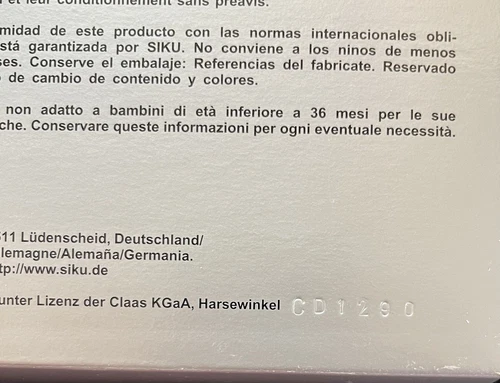 et leur conditionnement sans préavis.
midad de este producto con las normas internacionales obli-
stá garantizada por SIKU. No conviene a los ninos de menos
ses. Conserve el embalaje: Referencias del fabricate. Reservado
de cambio de contenido y colores.
non adatto a bambini di età inferiore a 36 mesi per le sue
che. Conservare queste informazioni per ogni eventuale necessità.
511 Lüdenscheid, Deutschland/
lemagne/Alemaña/Germania.
tp://www.siku.de
unter Lizenz der Claas KGaA, Harsewinkel CD1290